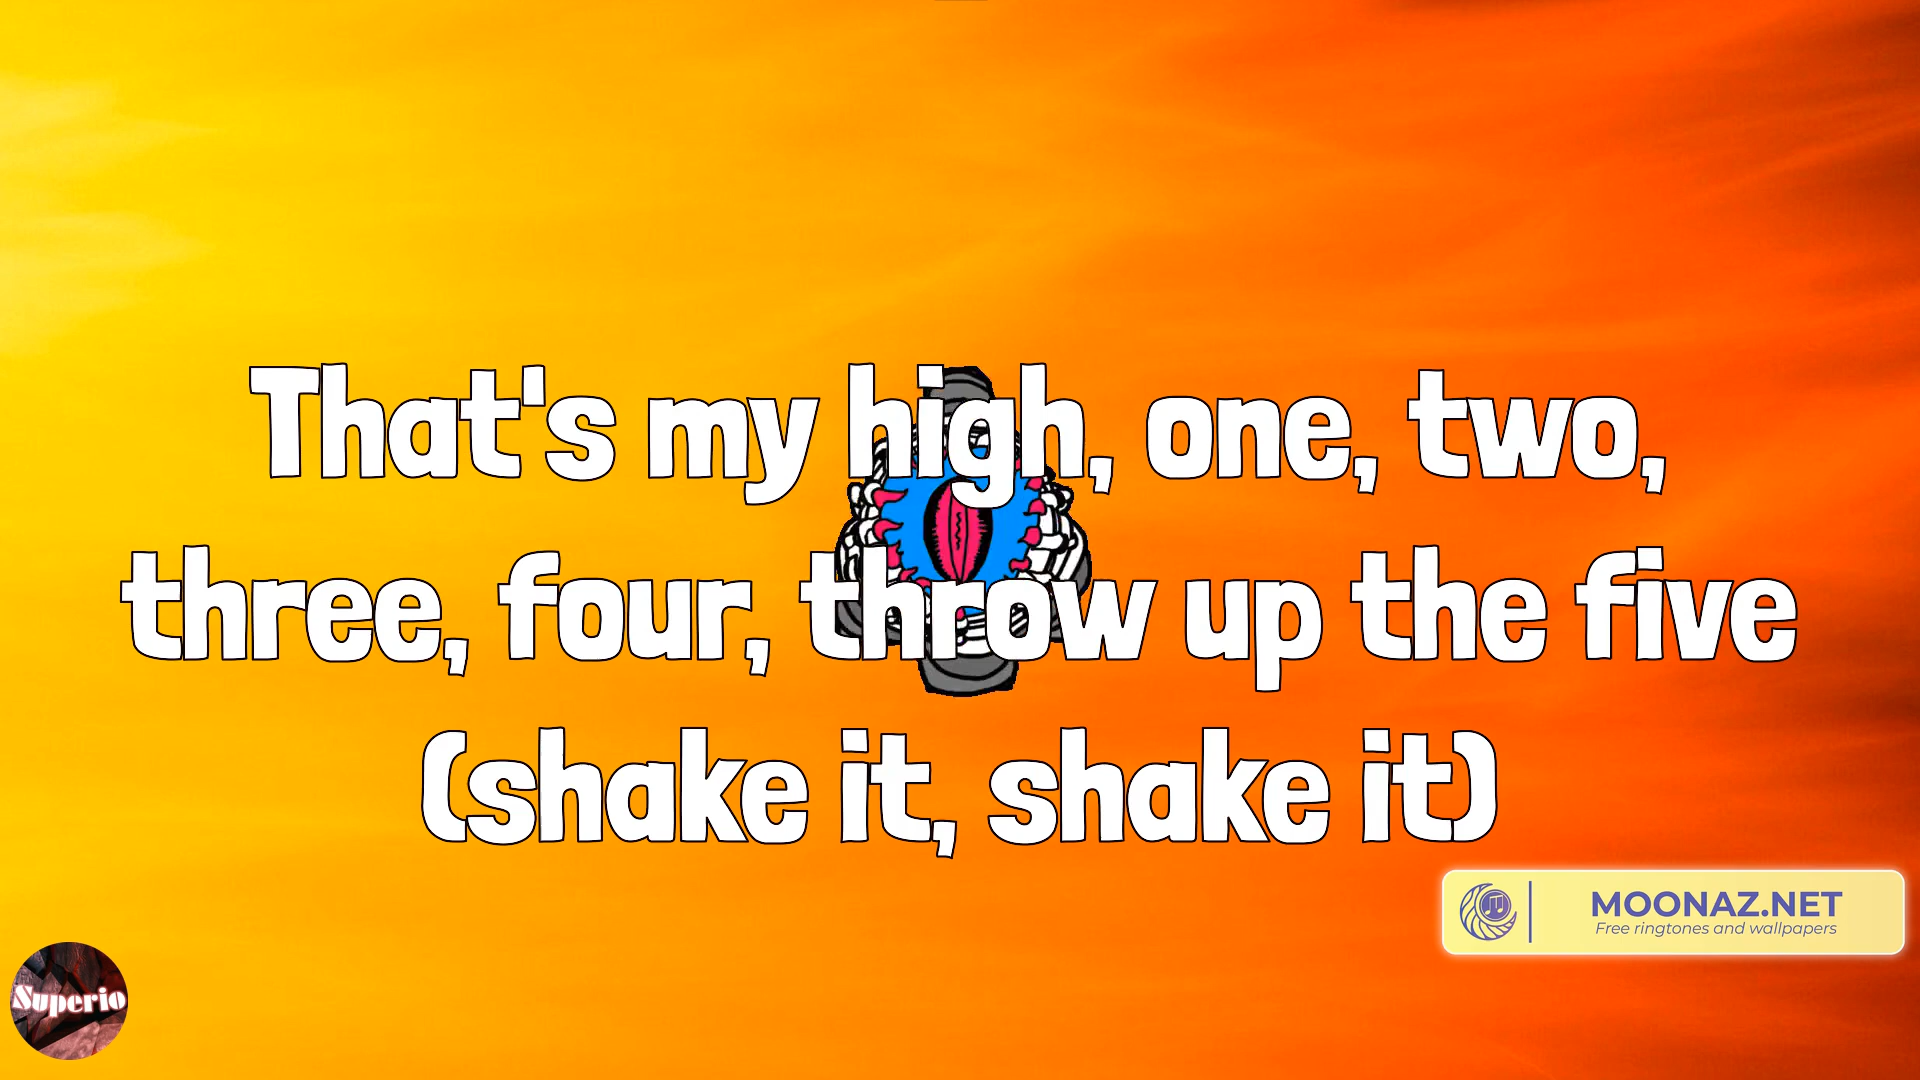 That's my high, one, two,
three, four, throw up the five
(shake it, shake it)
MOONAZ.NET
Free ringtones and wallpapers
Superio